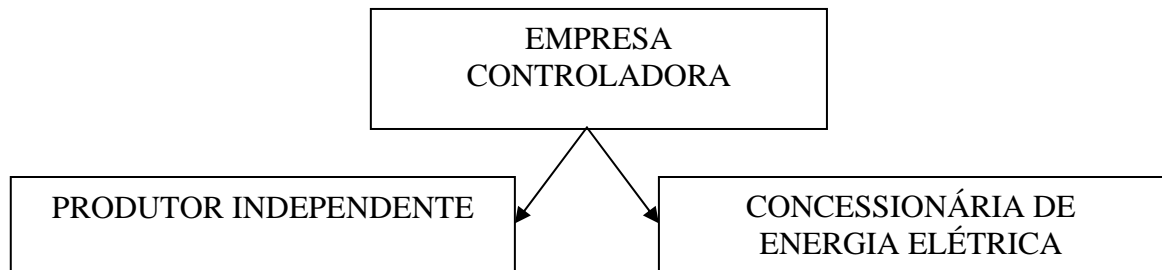 EMPRESA
CONTROLADORA
PRODUTOR INDEPENDENTE
CONCESSIONÁRIA DE
ENERGIA ELÉTRICA